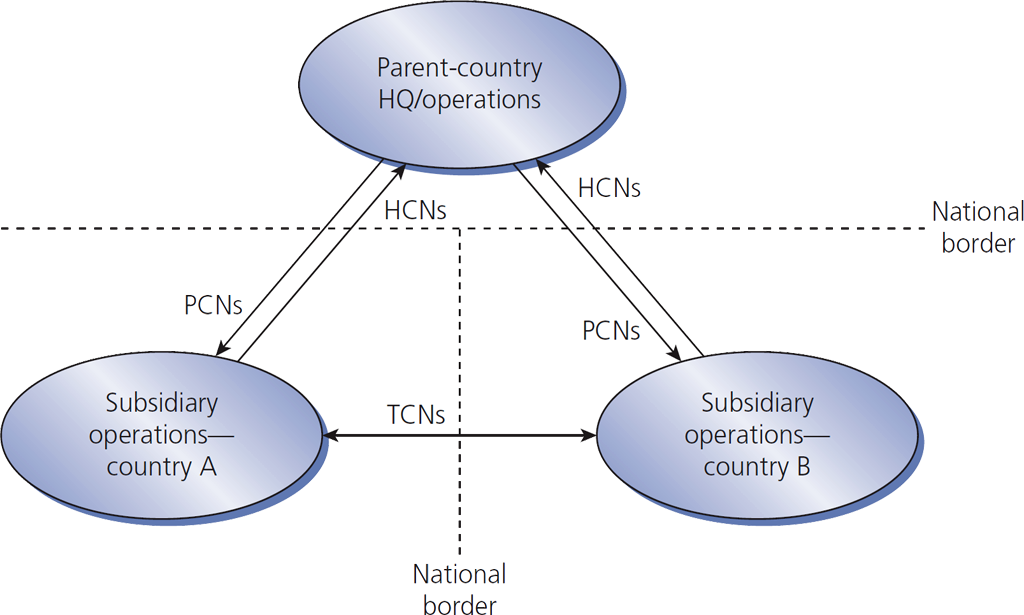 Parent-country
HQ/operations
HCNs
HCNs
National
border
PCNs
PCNs
Subsidiary
operations—
country A
TCNs
Subsidiary
operations—
country B
National
border